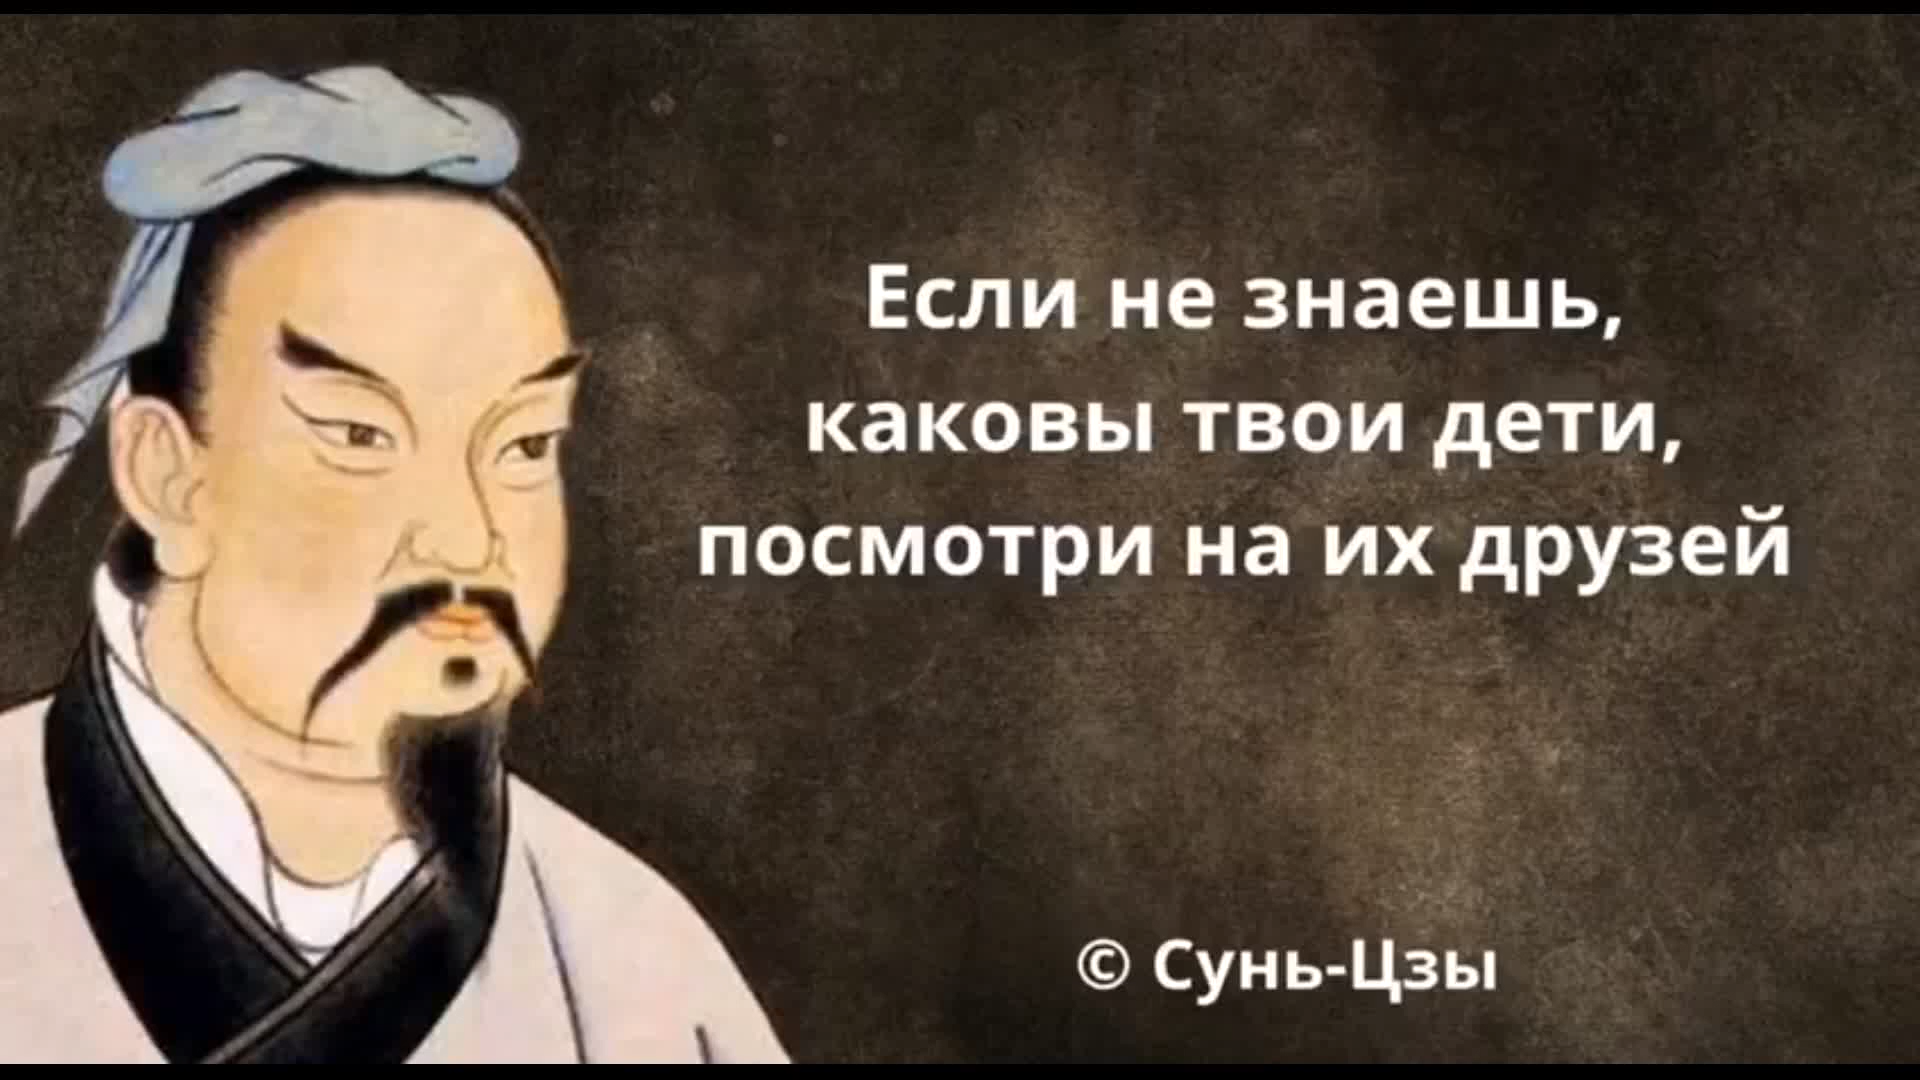 Если не знаешь,
каковы твои дети,
посмотри на их друзей
© Сунь-Цзы